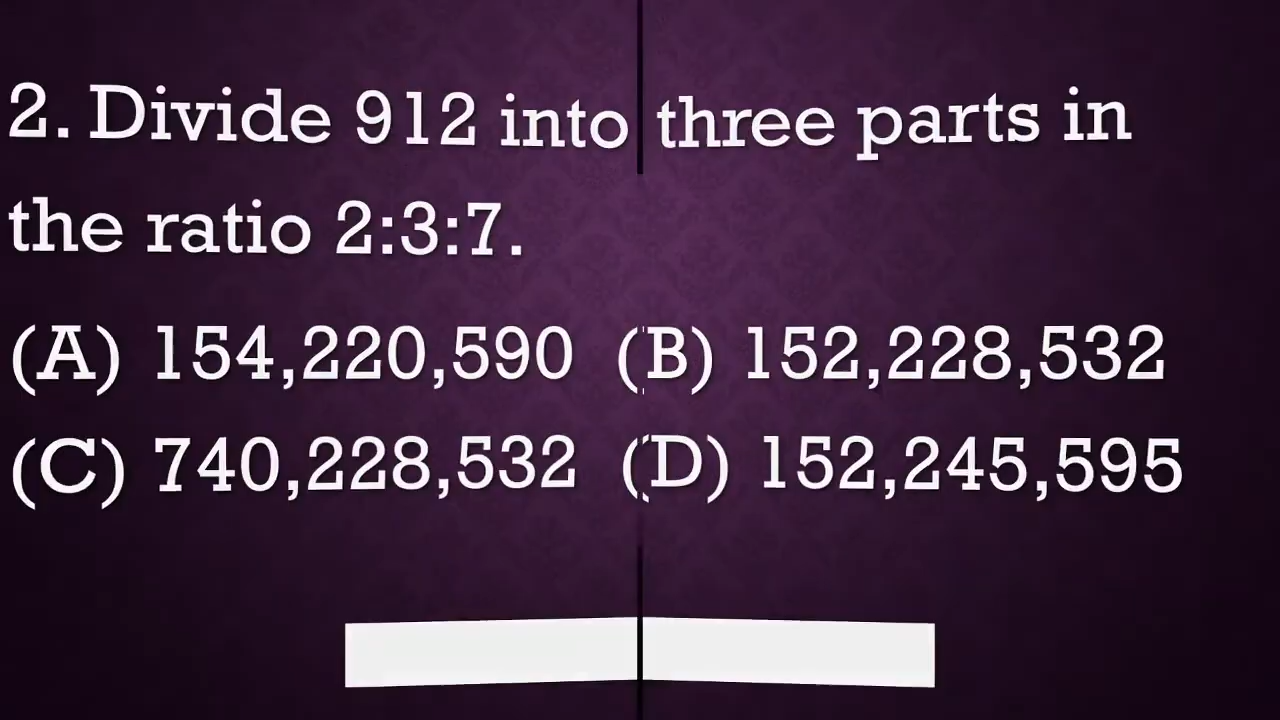 2. Divide 912 into three parts in
the ratio 2:3:7.
(A) 154,220,590 (B) 152,228,532
(C) 740,228,532 (D) 152,245,595